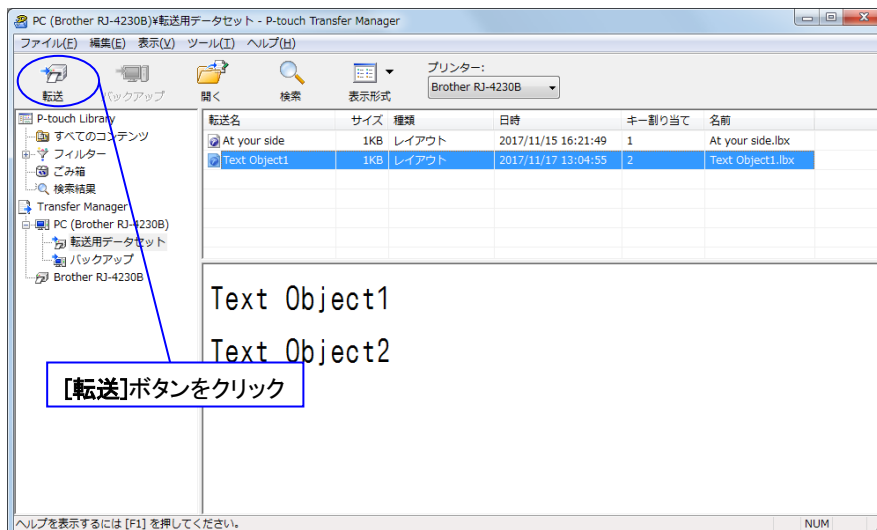 PC (Brother RJ-4230B)¥転送用データセット - P-touch Transfer Manager
ファイル(F) 編集(E) 表示(V) ツール(T) ヘルプ(H)
転送 バックアップ 開く 検索 表示形式
プリンター:
Brother RJ-4230B
P-touch Library
すべてのコンテンツ
フィルター
ごみ箱
検索結果
Transfer Manager
PC (Brother RJ-4230B)
転送用データセット
バックアップ
Brother RJ-4230B
転送名 サイズ 種類 日時 キー割り当て 名前
At your side 1KB レイアウト 2017/11/15 16:21:49 1 At your side.lbx
Text Object1 1KB レイアウト 2017/11/17 13:04:55 2 Text Object1.lbx
Text Object1
Text Object2
[転送]ボタンをクリック
ヘルプを表示するには [F1] を押してください。
NUM